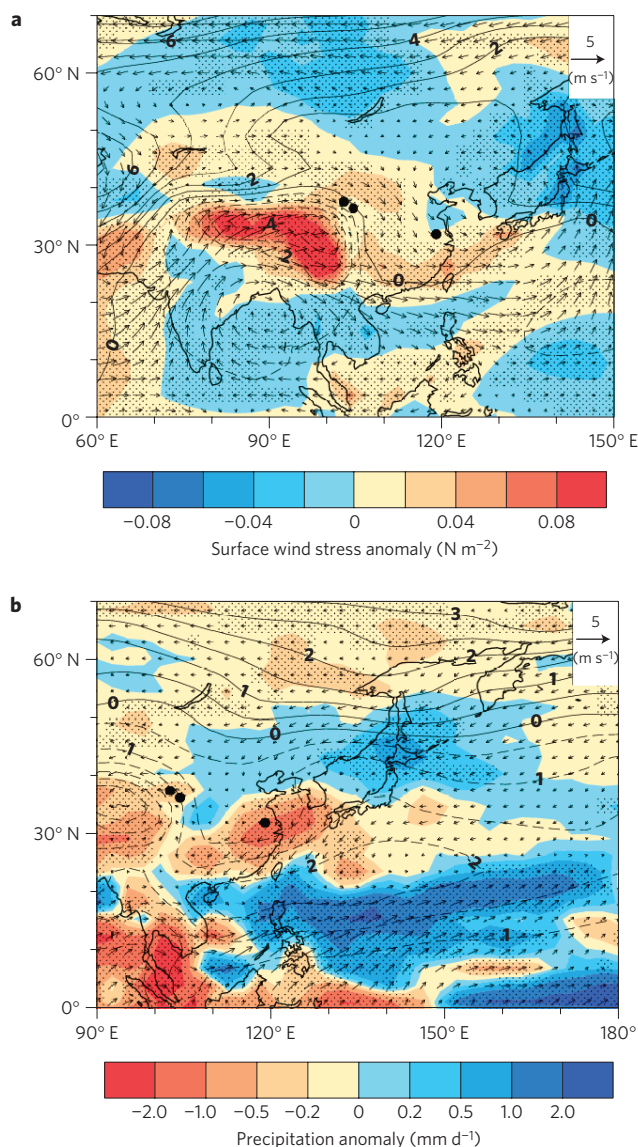 a
5
(m s−1)
6
4
2
6
2
4
2
0
0
0
60° N
30° N
0°
60° E
90° E
120° E
150° E
−0.08
−0.04
0
0.04
0.08
Surface wind stress anomaly (N m−2)
b
5
(m s−1)
3
2
2
1
1
0
0
1
1
2
2
1
60° N
30° N
0°
90° E
120° E
150° E
180°
−2.0
−1.0
−0.5
−0.2
0
0.2
0.5
1.0
2.0
Precipitation anomaly (mm d−1)